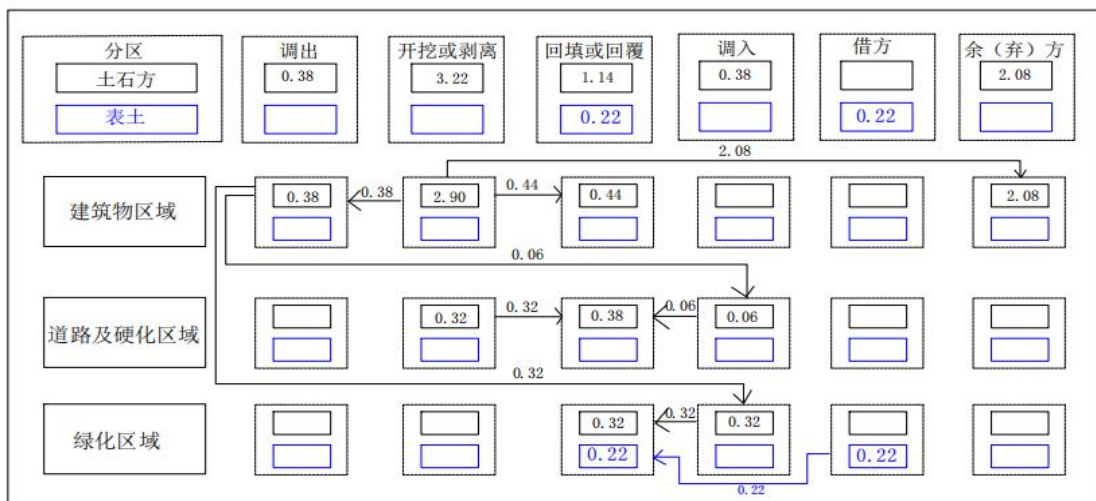 分区 调出 开挖或剥离 回填或回覆 调入 借方 余（弃）方
土石方 0.38 3.22 1.14 0.38 2.08
表土 0.22 0.22
2.08
建筑物区域 0.38 0.38 2.90 0.44 0.44 2.08
0.06
道路及硬化区域 0.32 0.32 0.38 0.06 0.06
0.32
绿化区域 0.32 0.32 0.32
0.22 0.22
0.22